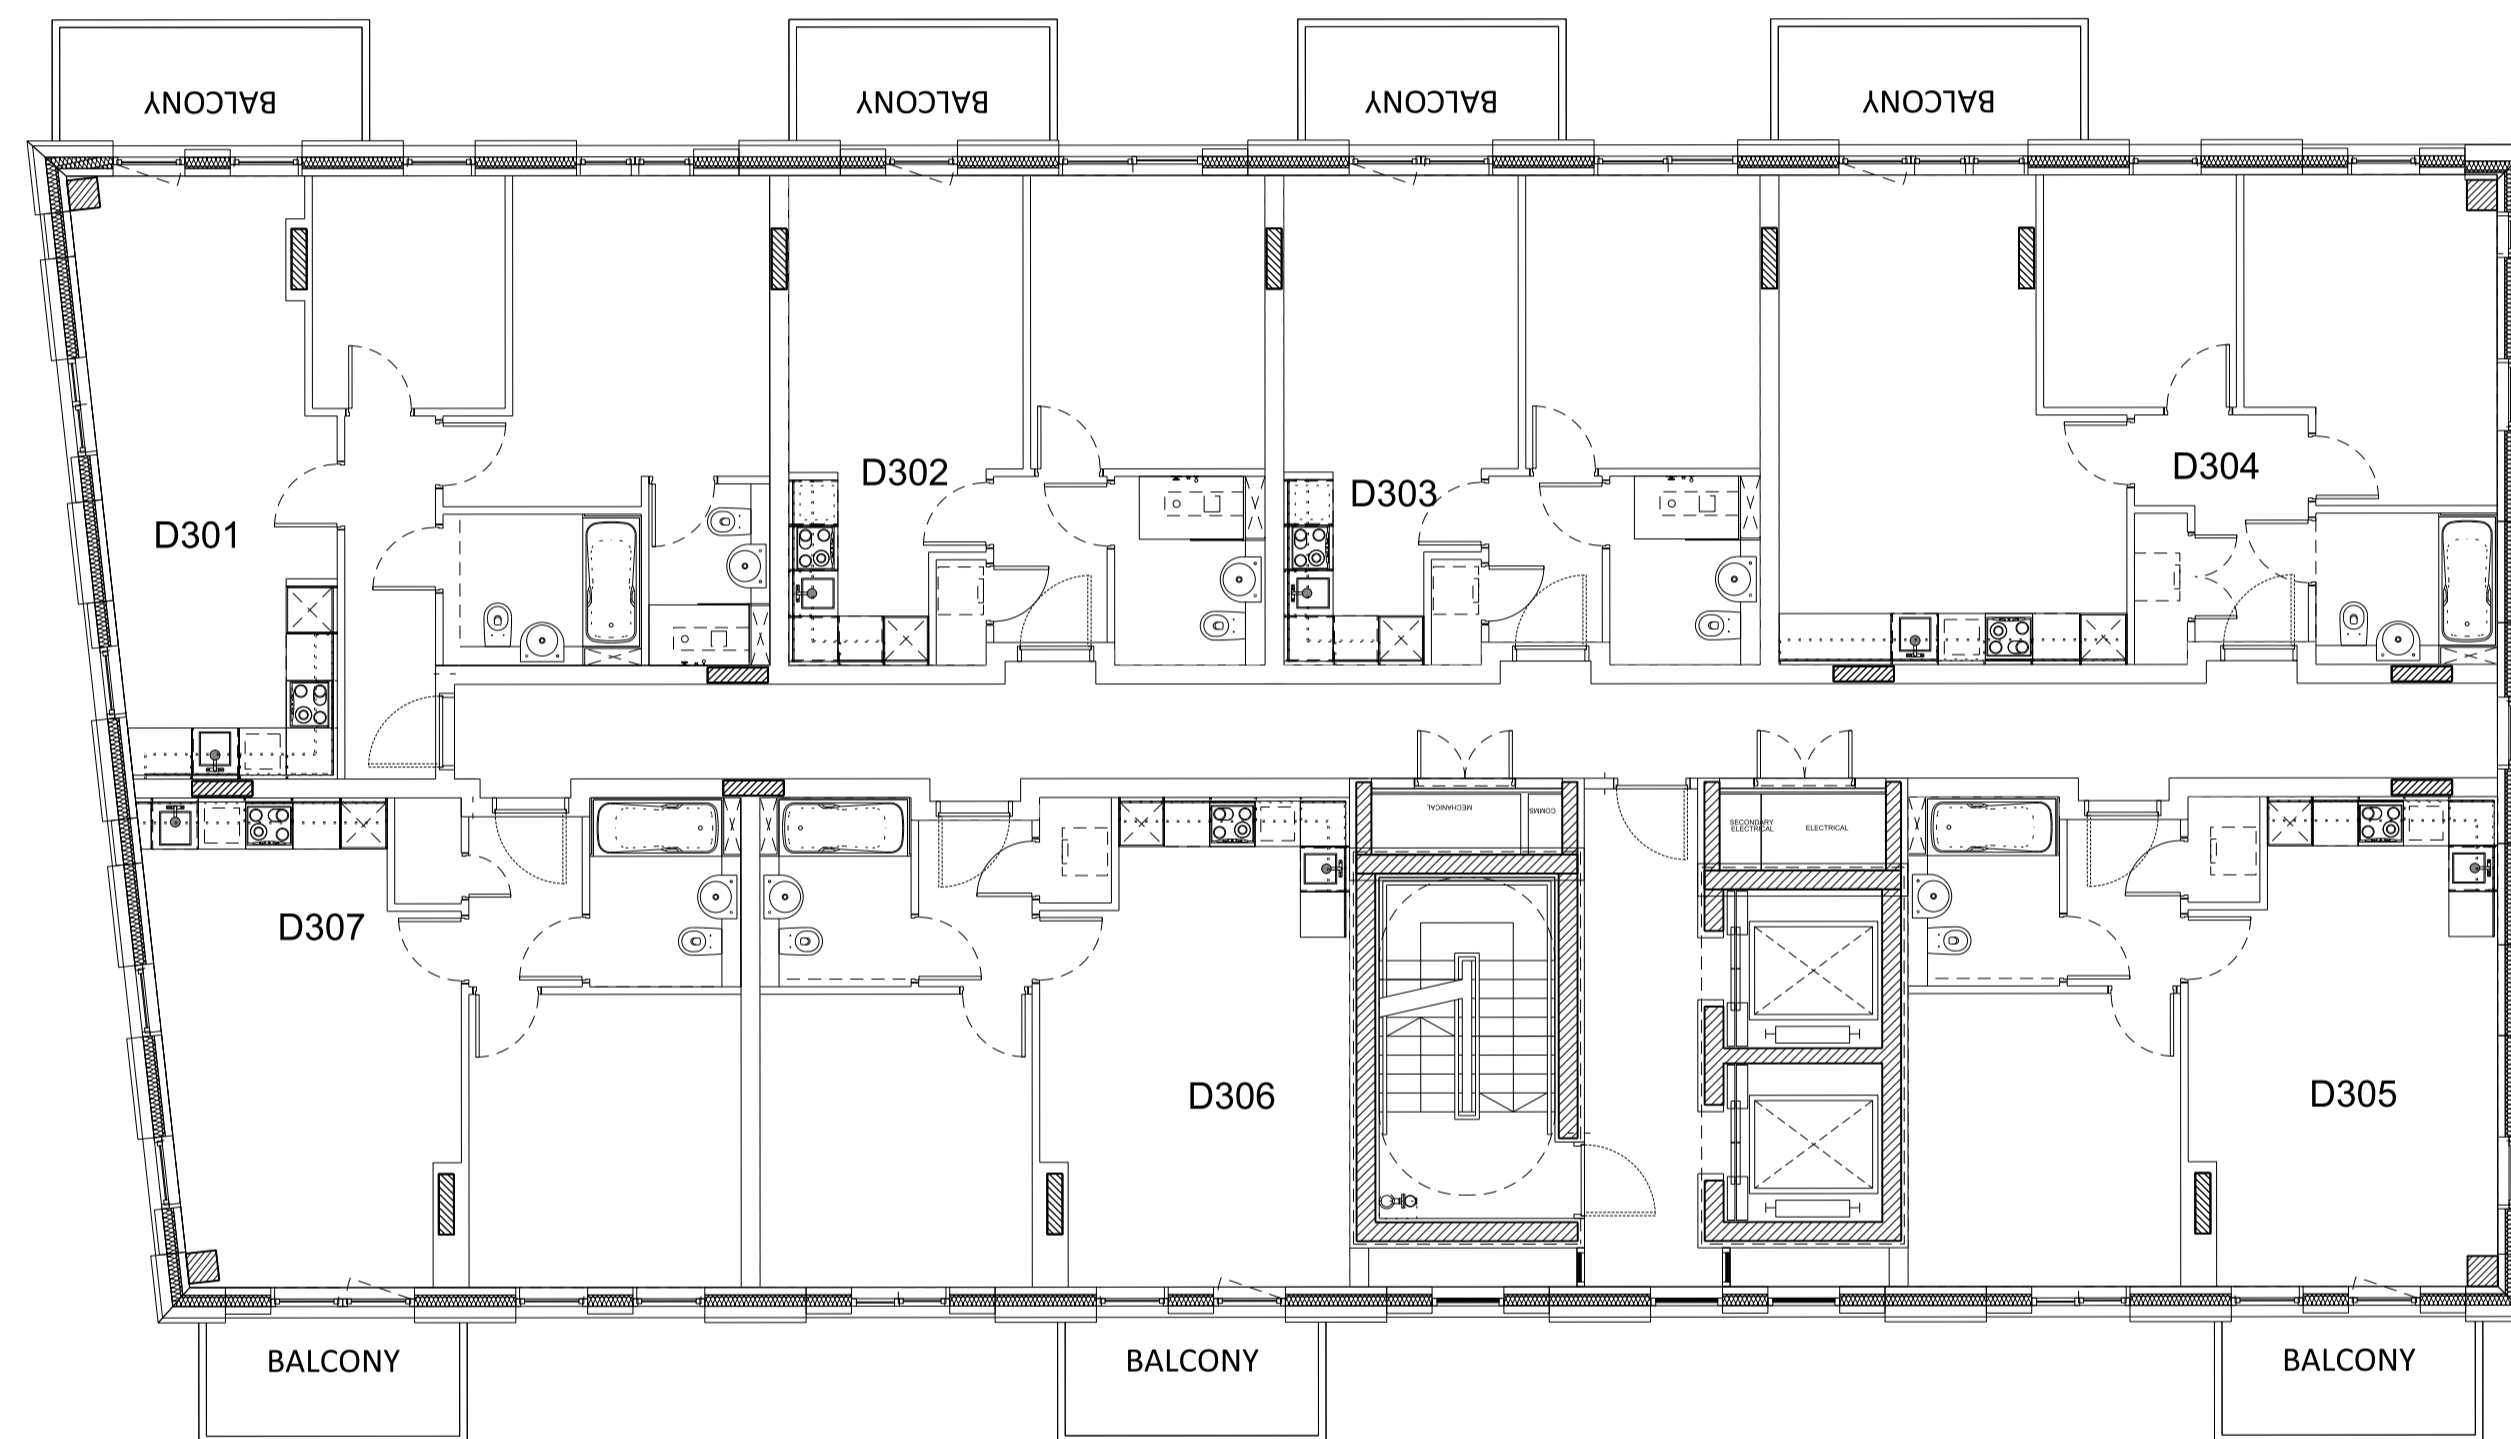 BALCONY
BALCONY
BALCONY
BALCONY
D301
D302
D303
D304
MECHANICAL
COMMS
SECONDARY
ELECTRICAL
ELECTRICAL
D307
D306
D305
BALCONY
BALCONY
BALCONY